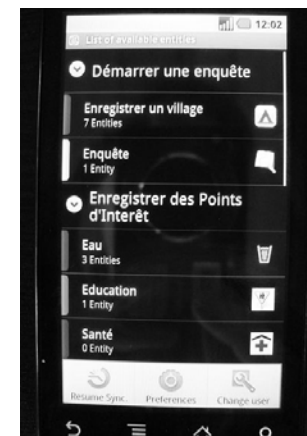 12:02
List of available entities
Démarrer une enquête
Enregistrer un village
7 Entities
Enquête
1 Entity
Enregistrer des Points
d'Interêt
Eau
3 Entities
Education
1 Entity
Santé
0 Entity
Resume Sync. Preferences Change user